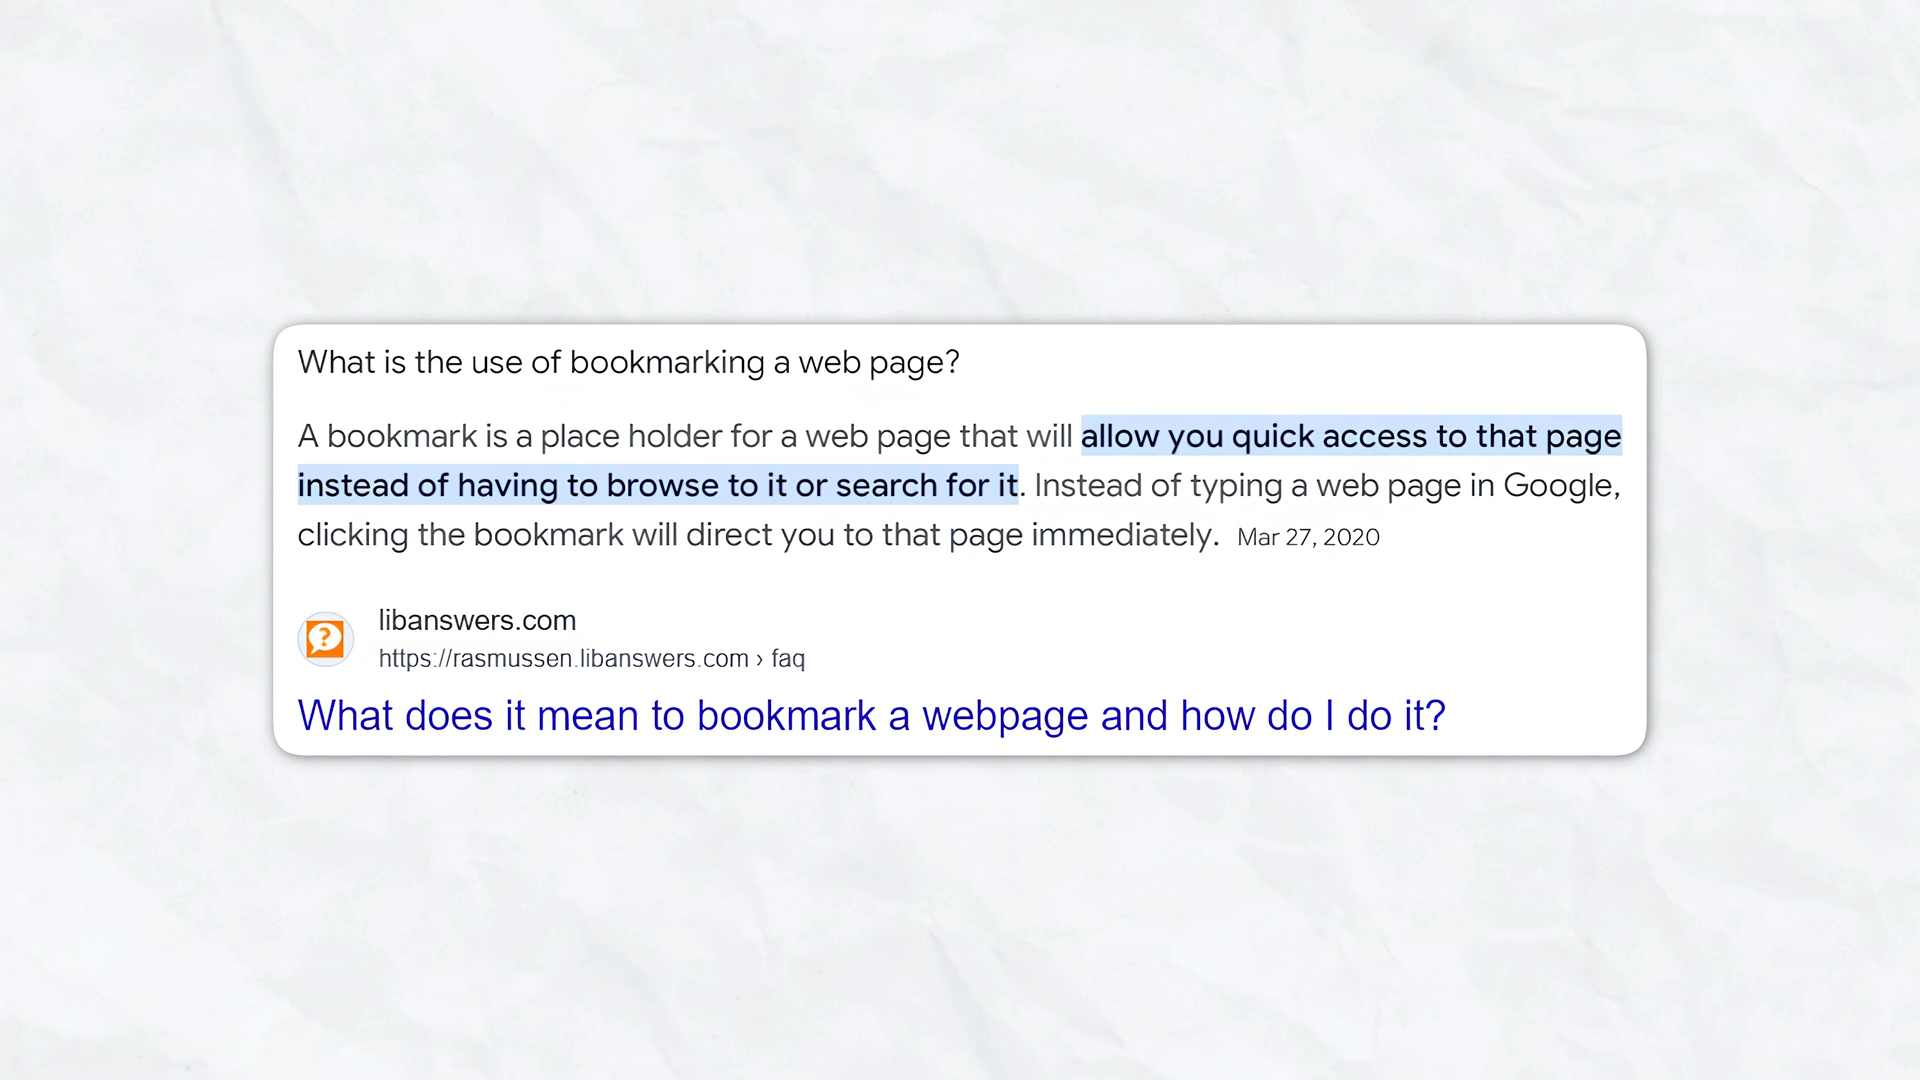 What is the use of bookmarking a web page?
A bookmark is a place holder for a web page that will allow you quick access to that page
instead of having to browse to it or search for it. Instead of typing a web page in Google,
clicking the bookmark will direct you to that page immediately. Mar 27, 2020
?
libanswers.com
https://rasmussen.libanswers.com › faq
What does it mean to bookmark a webpage and how do I do it?